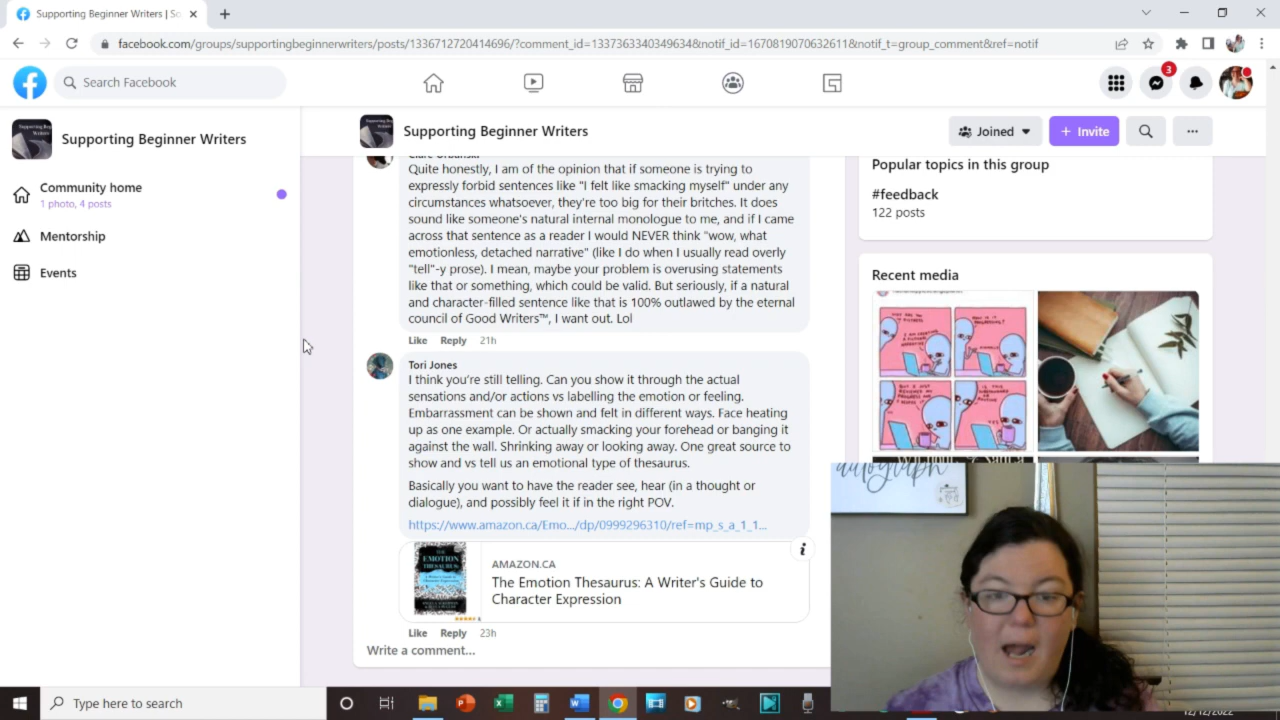 Supporting Beginner Writers | So
facebook.com/groups/supportingbeginnerwriters/posts/1336712720414696/?comment_id=1337363340349634&notif_id=1670819070632611&notif_t=group_comment&ref=notif
Search Facebook
3
Supporting Beginner Writers
Community home
1 photo, 4 posts
Mentorship
Events
Supporting Beginner Writers
Joined
+ Invite
Quite honestly, I am of the opinion that if someone is trying to
expressly forbid sentences like "I felt like smacking myself" under any
circumstances whatsoever, they're too big for their britches. It does
sound like someone's natural internal monologue to me, and if I came
across that sentence as a reader I would NEVER think "wow, what
emotionless, detached narrative" (like I do when I usually read overly
"tell"-y prose). I mean, maybe your problem is overusing statements
like that or something, which could be valid. But seriously, if a natural
and character-filled sentence like that is 100% outlawed by the eternal
council of Good Writers™, I want out. Lol
Like Reply 21h
Tori Jones
I think you're still telling. Can you show it through the actual
sensations and/or actions vs labelling the emotion or feeling.
Embarrassment can be shown and felt in different ways. Face heating
up as one example. Or actually smacking your forehead or banging it
against the wall. Shrinking away or looking away. One great source to
show and vs tell us an emotional type of thesaurus.
Basically you want to have the reader see, hear (in a thought or
dialogue), and possibly feel it if in the right POV.
https://www.amazon.ca/Emo.../dp/0999296310/ref=mp_s_a_1_1...
THE
EMOTION
THESAURUS
AMAZON.CA
The Emotion Thesaurus: A Writer's Guide to
Character Expression
Like Reply 23h
Write a comment...
Popular topics in this group
#feedback
122 posts
Recent media
autograph
Type here to search
12/12/2022